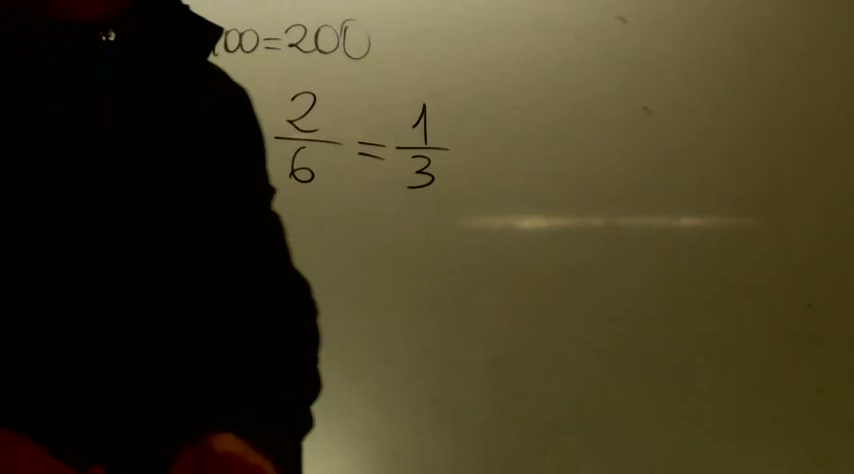 00=200
2/6 = 1/3